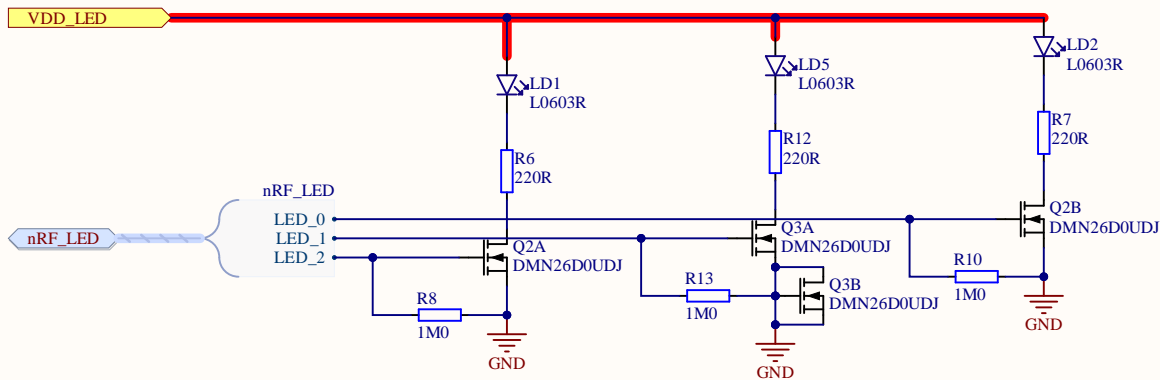 VDD_LED
LD1
L0603R
LD5
L0603R
LD2
L0603R
R6
220R
R12
220R
R7
220R
nRF_LED
nRF_LED
LED_0
LED_1
LED_2
Q2A
DMN26D0UDJ
Q3A
DMN26D0UDJ
Q2B
DMN26D0UDJ
R8
1M0
R13
1M0
Q3B
DMN26D0UDJ
R10
1M0
GND
GND
GND